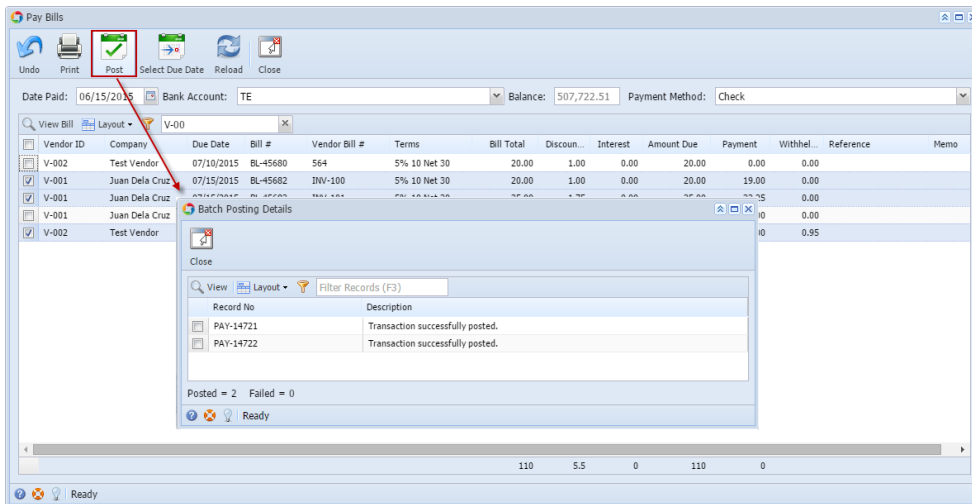 Pay Bills
Undo Print Post Select Due Date Reload Close
Date Paid: 06/15/2015 Bank Account: TE Balance: 507,722.51 Payment Method: Check
View Bill Layout V-00
Vendor ID Company Due Date Bill # Vendor Bill # Terms Bill Total Discoun... Interest Amount Due Payment Withhel... Reference Memo
V-002 Test Vendor 07/10/2015 BL-45680 564 5% 10 Net 30 20.00 1.00 0.00 20.00 0.00 0.00
V-001 Juan Dela Cruz 07/15/2015 BL-45682 INV-100 5% 10 Net 30 20.00 1.00 0.00 20.00 19.00 0.00
V-001 Juan Dela Cruz 0.00
V-001 Juan Dela Cruz 0.00
V-002 Test Vendor 0.95
Batch Posting Details
Close
View Layout Filter Records (F3)
Record No Description
PAY-14721 Transaction successfully posted.
PAY-14722 Transaction successfully posted.
Posted = 2 Failed = 0
Ready
110 5.5 0 110 0
Ready